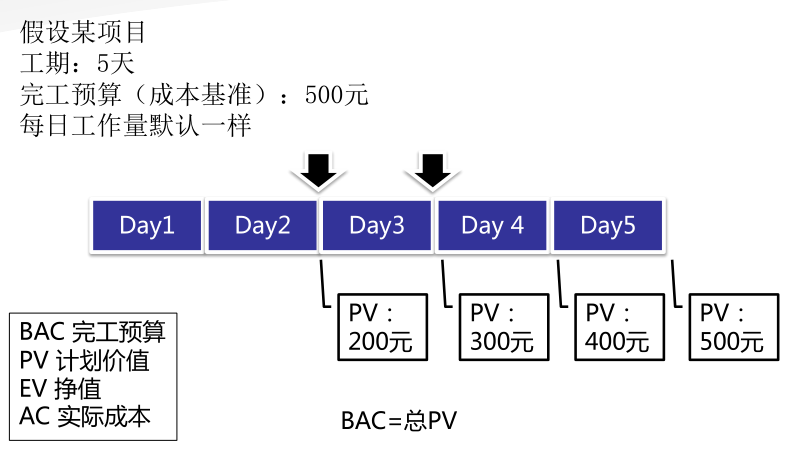 假设某项目
工期：5天
完工预算（成本基准）：500元
每日工作量默认一样
Day1
Day2
Day3
Day 4
Day5
PV：
200元
PV：
300元
PV：
400元
PV：
500元
BAC 完工预算
PV 计划价值
EV 挣值
AC 实际成本
BAC=总PV